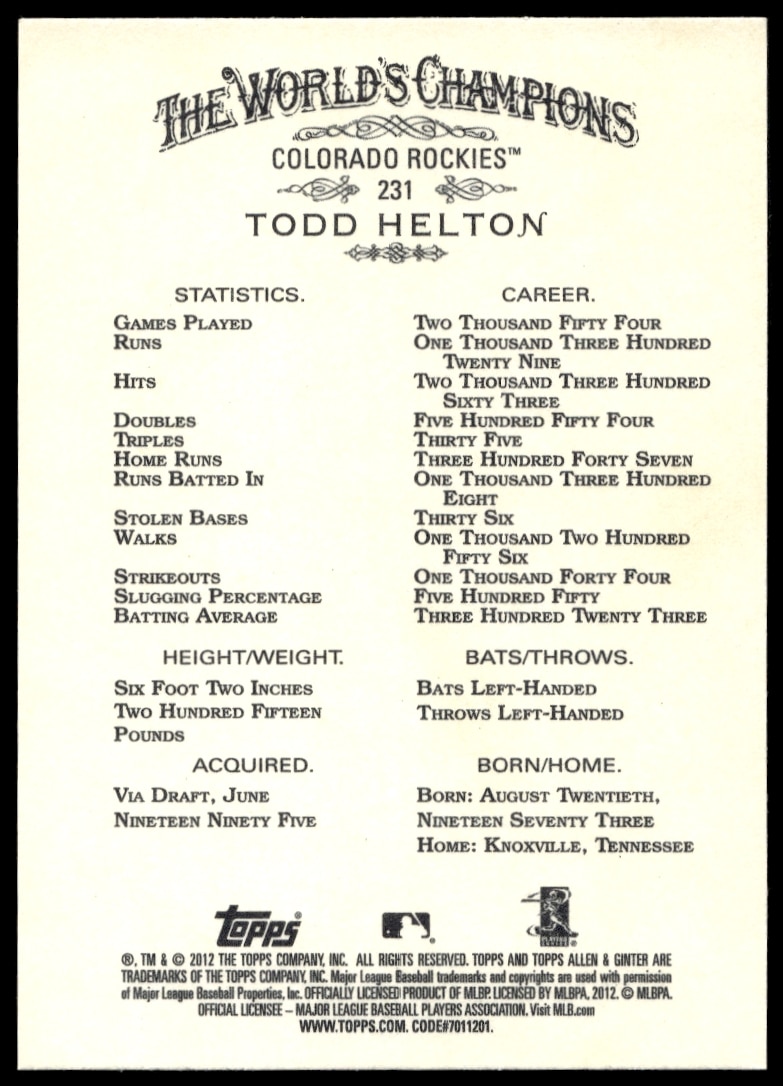 THE WORLD'S CHAMPIONS
COLORADO ROCKIES™
231
TODD HELTON
STATISTICS. CAREER.
GAMES PLAYED TWO THOUSAND FIFTY FOUR
RUNS ONE THOUSAND THREE HUNDRED
TWENTY NINE
HITS TWO THOUSAND THREE HUNDRED
SIXTY THREE
DOUBLES FIVE HUNDRED FIFTY FOUR
TRIPLES THIRTY FIVE
HOME RUNS THREE HUNDRED FORTY SEVEN
RUNS BATTED IN ONE THOUSAND THREE HUNDRED
EIGHT
STOLEN BASES THIRTY SIX
WALKS ONE THOUSAND TWO HUNDRED
FIFTY SIX
STRIKEOUTS ONE THOUSAND FORTY FOUR
SLUGGING PERCENTAGE FIVE HUNDRED FIFTY
BATTING AVERAGE THREE HUNDRED TWENTY THREE
HEIGHT/WEIGHT. BATS/THROWS.
SIX FOOT TWO INCHES BATS LEFT-HANDED
TWO HUNDRED FIFTEEN THROWS LEFT-HANDED
POUNDS
ACQUIRED. BORN/HOME.
VIA DRAFT, JUNE BORN: AUGUST TWENTIETH,
NINETEEN NINETY FIVE NINETEEN SEVENTY THREE
HOME: KNOXVILLE, TENNESSEE
Topps® ®
®, TM & © 2012 THE TOPPS COMPANY, INC. ALL RIGHTS RESERVED. TOPPS AND TOPPS ALLEN & GINTER ARE
TRADEMARKS OF THE TOPPS COMPANY, INC. Major League Baseball trademarks and copyrights are used with permission
of Major League Baseball Properties, Inc. OFFICIALLY LICENSED PRODUCT OF MLBP. LICENSED BY MLBPA, 2012. © MLBPA.
OFFICIAL LICENSEE – MAJOR LEAGUE BASEBALL PLAYERS ASSOCIATION. Visit MLB.com
WWW.TOPPS.COM. CODE#7011201.